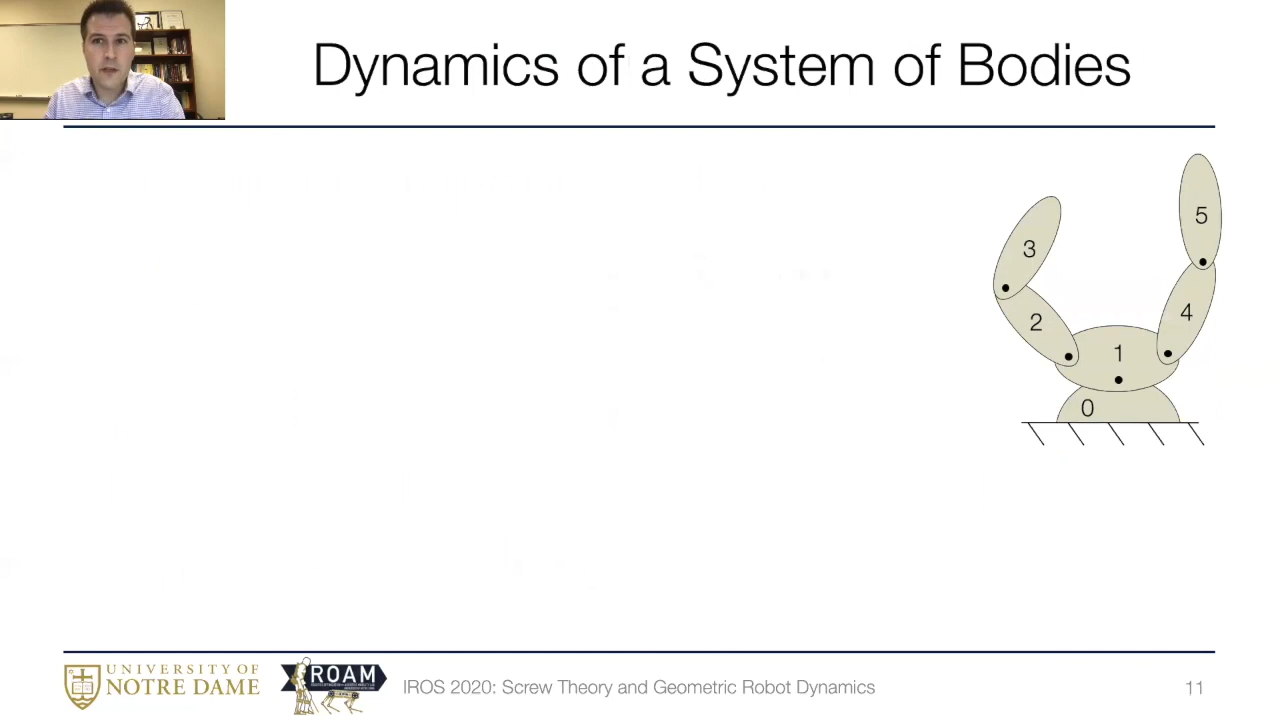 Dynamics of a System of Bodies
5
3
4
2
1
0
UNIVERSITY OF
NOTRE DAME
ROAM
IROS 2020: Screw Theory and Geometric Robot Dynamics
11